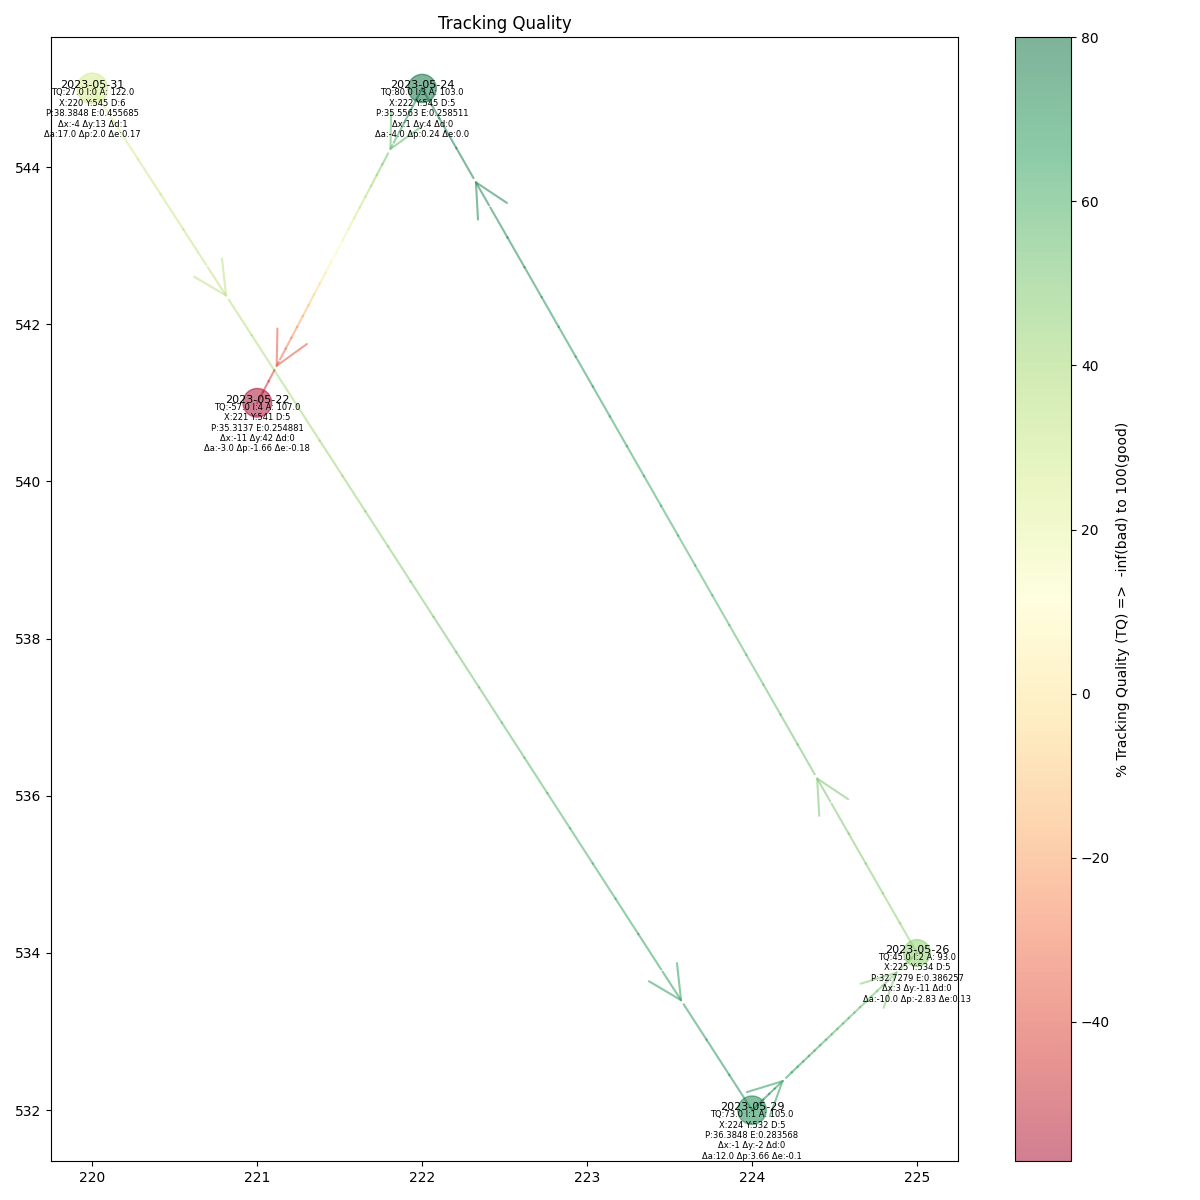 Tracking Quality
2023-05-31
TQ:27.0 I:0 A: 122.0
X:220 Y:545 D:6
P:38.3848 E:0.455685
Δx:-4 Δy:13 Δd:1
Δa:17.0 Δp:2.0 Δe:0.17
2023-05-24
TQ:80.0 I:3 A: 103.0
X:222 Y:545 D:5
P:35.5563 E:0.258511
Δx:1 Δy:4 Δd:0
Δa:-4.0 Δp:0.24 Δe:0.0
2023-05-22
TQ:-57.0 I:4 A: 107.0
X:221 Y:541 D:5
P:35.3137 E:0.254881
Δx:-11 Δy:42 Δd:0
Δa:-3.0 Δp:-1.66 Δe:-0.18
2023-05-26
TQ:45.0 I:2 A: 93.0
X:225 Y:534 D:5
P:32.7279 E:0.386257
Δx:3 Δy:-11 Δd:0
Δa:-10.0 Δp:-2.83 Δe:0.13
2023-05-29
TQ:73.0 I:1 A: 105.0
X:224 Y:532 D:5
P:36.3848 E:0.283568
Δx:-1 Δy:-2 Δd:0
Δa:12.0 Δp:3.66 Δe:-0.1
544
542
540
538
536
534
532
220
221
222
223
224
225
80
60
40
20
0
−20
−40
% Tracking Quality (TQ) => -inf(bad) to 100(good)